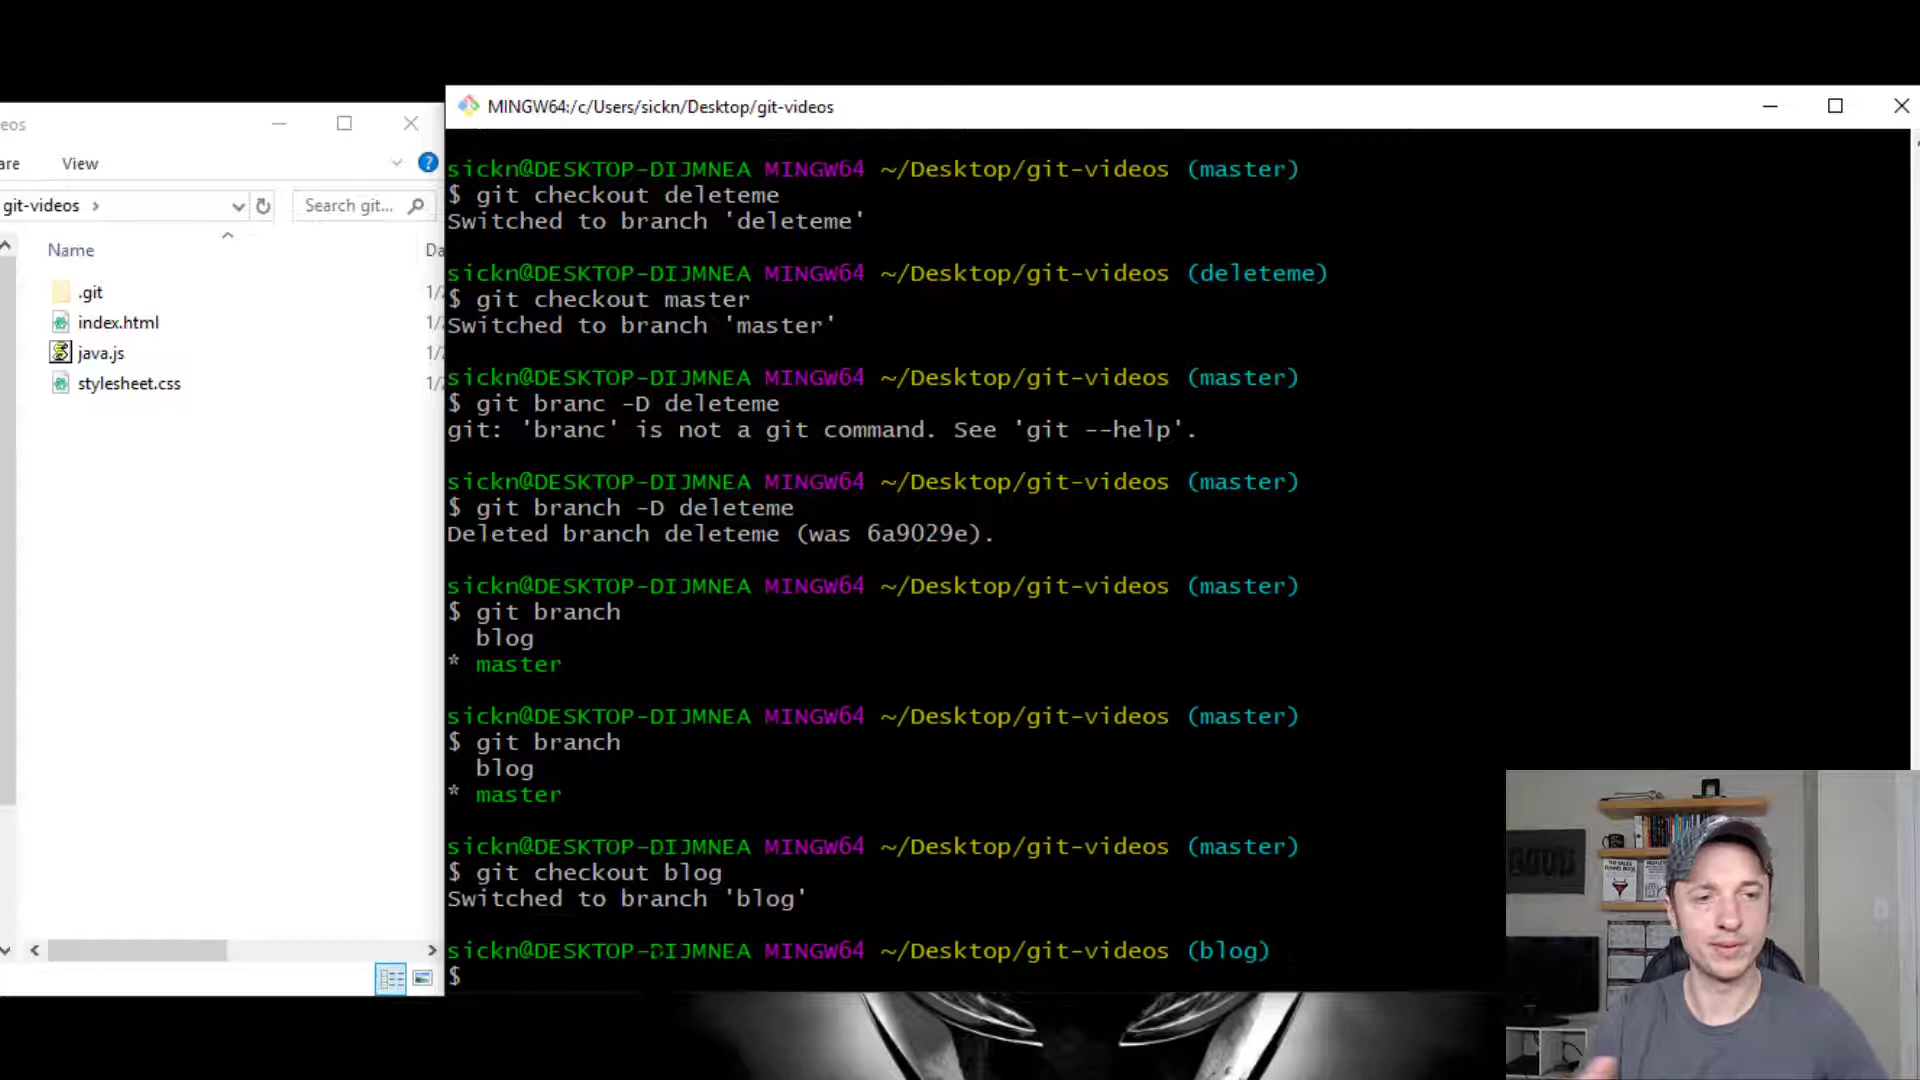 eos
are
View
git-videos
Search git...
Name
Da
.git
1/
index.html
1/
java.js
1/
stylesheet.css
1/
MINGW64:/c/Users/sickn/Desktop/git-videos
sickn@DESKTOP-DIJMNEA MINGW64 ~/Desktop/git-videos (master)
$ git checkout deleteme
Switched to branch 'deleteme'
sickn@DESKTOP-DIJMNEA MINGW64 ~/Desktop/git-videos (deleteme)
$ git checkout master
Switched to branch 'master'
sickn@DESKTOP-DIJMNEA MINGW64 ~/Desktop/git-videos (master)
$ git branc -D deleteme
git: 'branc' is not a git command. See 'git --help'.
sickn@DESKTOP-DIJMNEA MINGW64 ~/Desktop/git-videos (master)
$ git branch -D deleteme
Deleted branch deleteme (was 6a9029e).
sickn@DESKTOP-DIJMNEA MINGW64 ~/Desktop/git-videos (master)
$ git branch
blog
* master
sickn@DESKTOP-DIJMNEA MINGW64 ~/Desktop/git-videos (master)
$ git branch
blog
* master
sickn@DESKTOP-DIJMNEA MINGW64 ~/Desktop/git-videos (master)
$ git checkout blog
Switched to branch 'blog'
sickn@DESKTOP-DIJMNEA MINGW64 ~/Desktop/git-videos (blog)
$